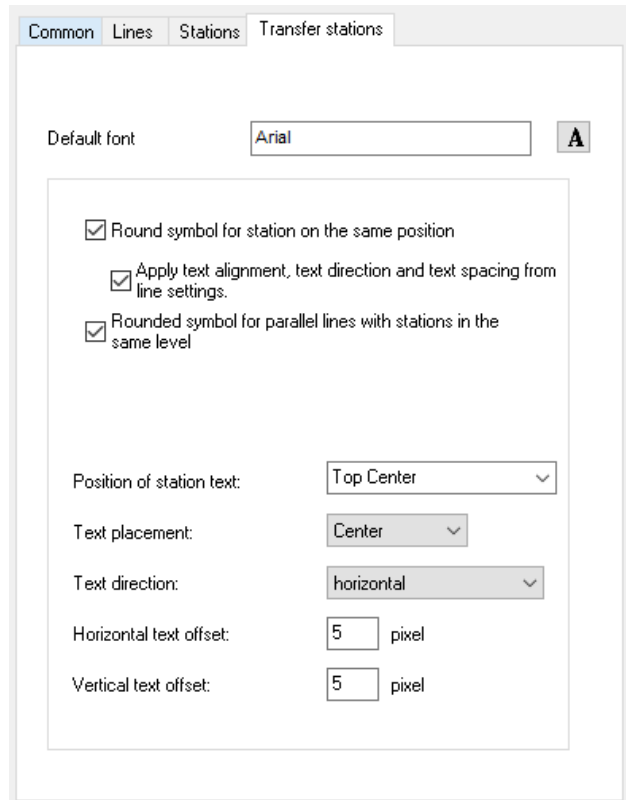 Common Lines Stations Transfer stations
Default font Arial A
Round symbol for station on the same position
Apply text alignment, text direction and text spacing from
line settings.
Rounded symbol for parallel lines with stations in the
same level
Position of station text: Top Center
Text placement: Center
Text direction: horizontal
Horizontal text offset: 5 pixel
Vertical text offset: 5 pixel